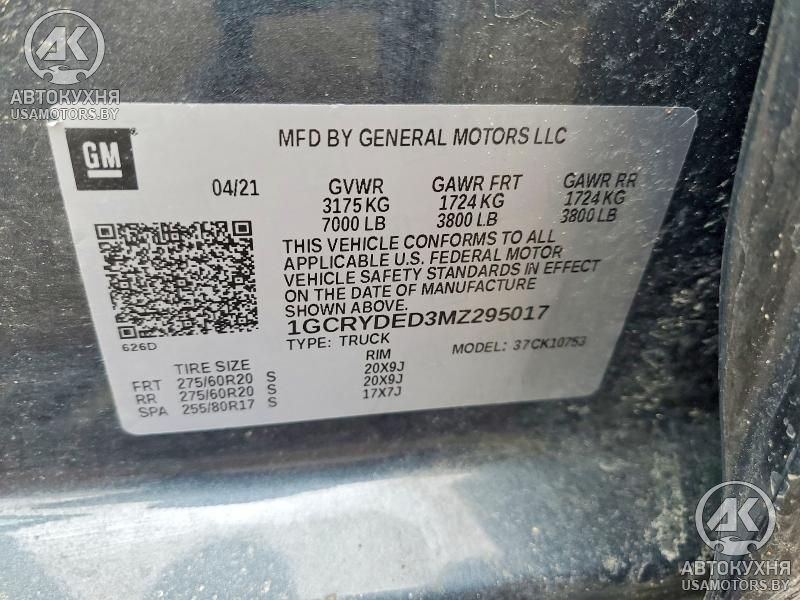 AK
АВТОКУХНЯ
USAMOTORS.BY
GM
MFD BY GENERAL MOTORS LLC
04/21 GVWR GAWR FRT GAWR RR
3175 KG 1724 KG 1724 KG
7000 LB 3800 LB 3800 LB
THIS VEHICLE CONFORMS TO ALL
APPLICABLE U.S. FEDERAL MOTOR
VEHICLE SAFETY STANDARDS IN EFFECT
ON THE DATE OF MANUFACTURE
SHOWN ABOVE.
626D
1GCRYDED3MZ295017
TYPE: TRUCK MODEL: 37CK10753
TIRE SIZE RIM
FRT 275/60R20 S 20X9J
RR 275/60R20 S 20X9J
SPA 255/80R17 S 17X7J
AK
АВТОКУХНЯ
USAMOTORS.BY